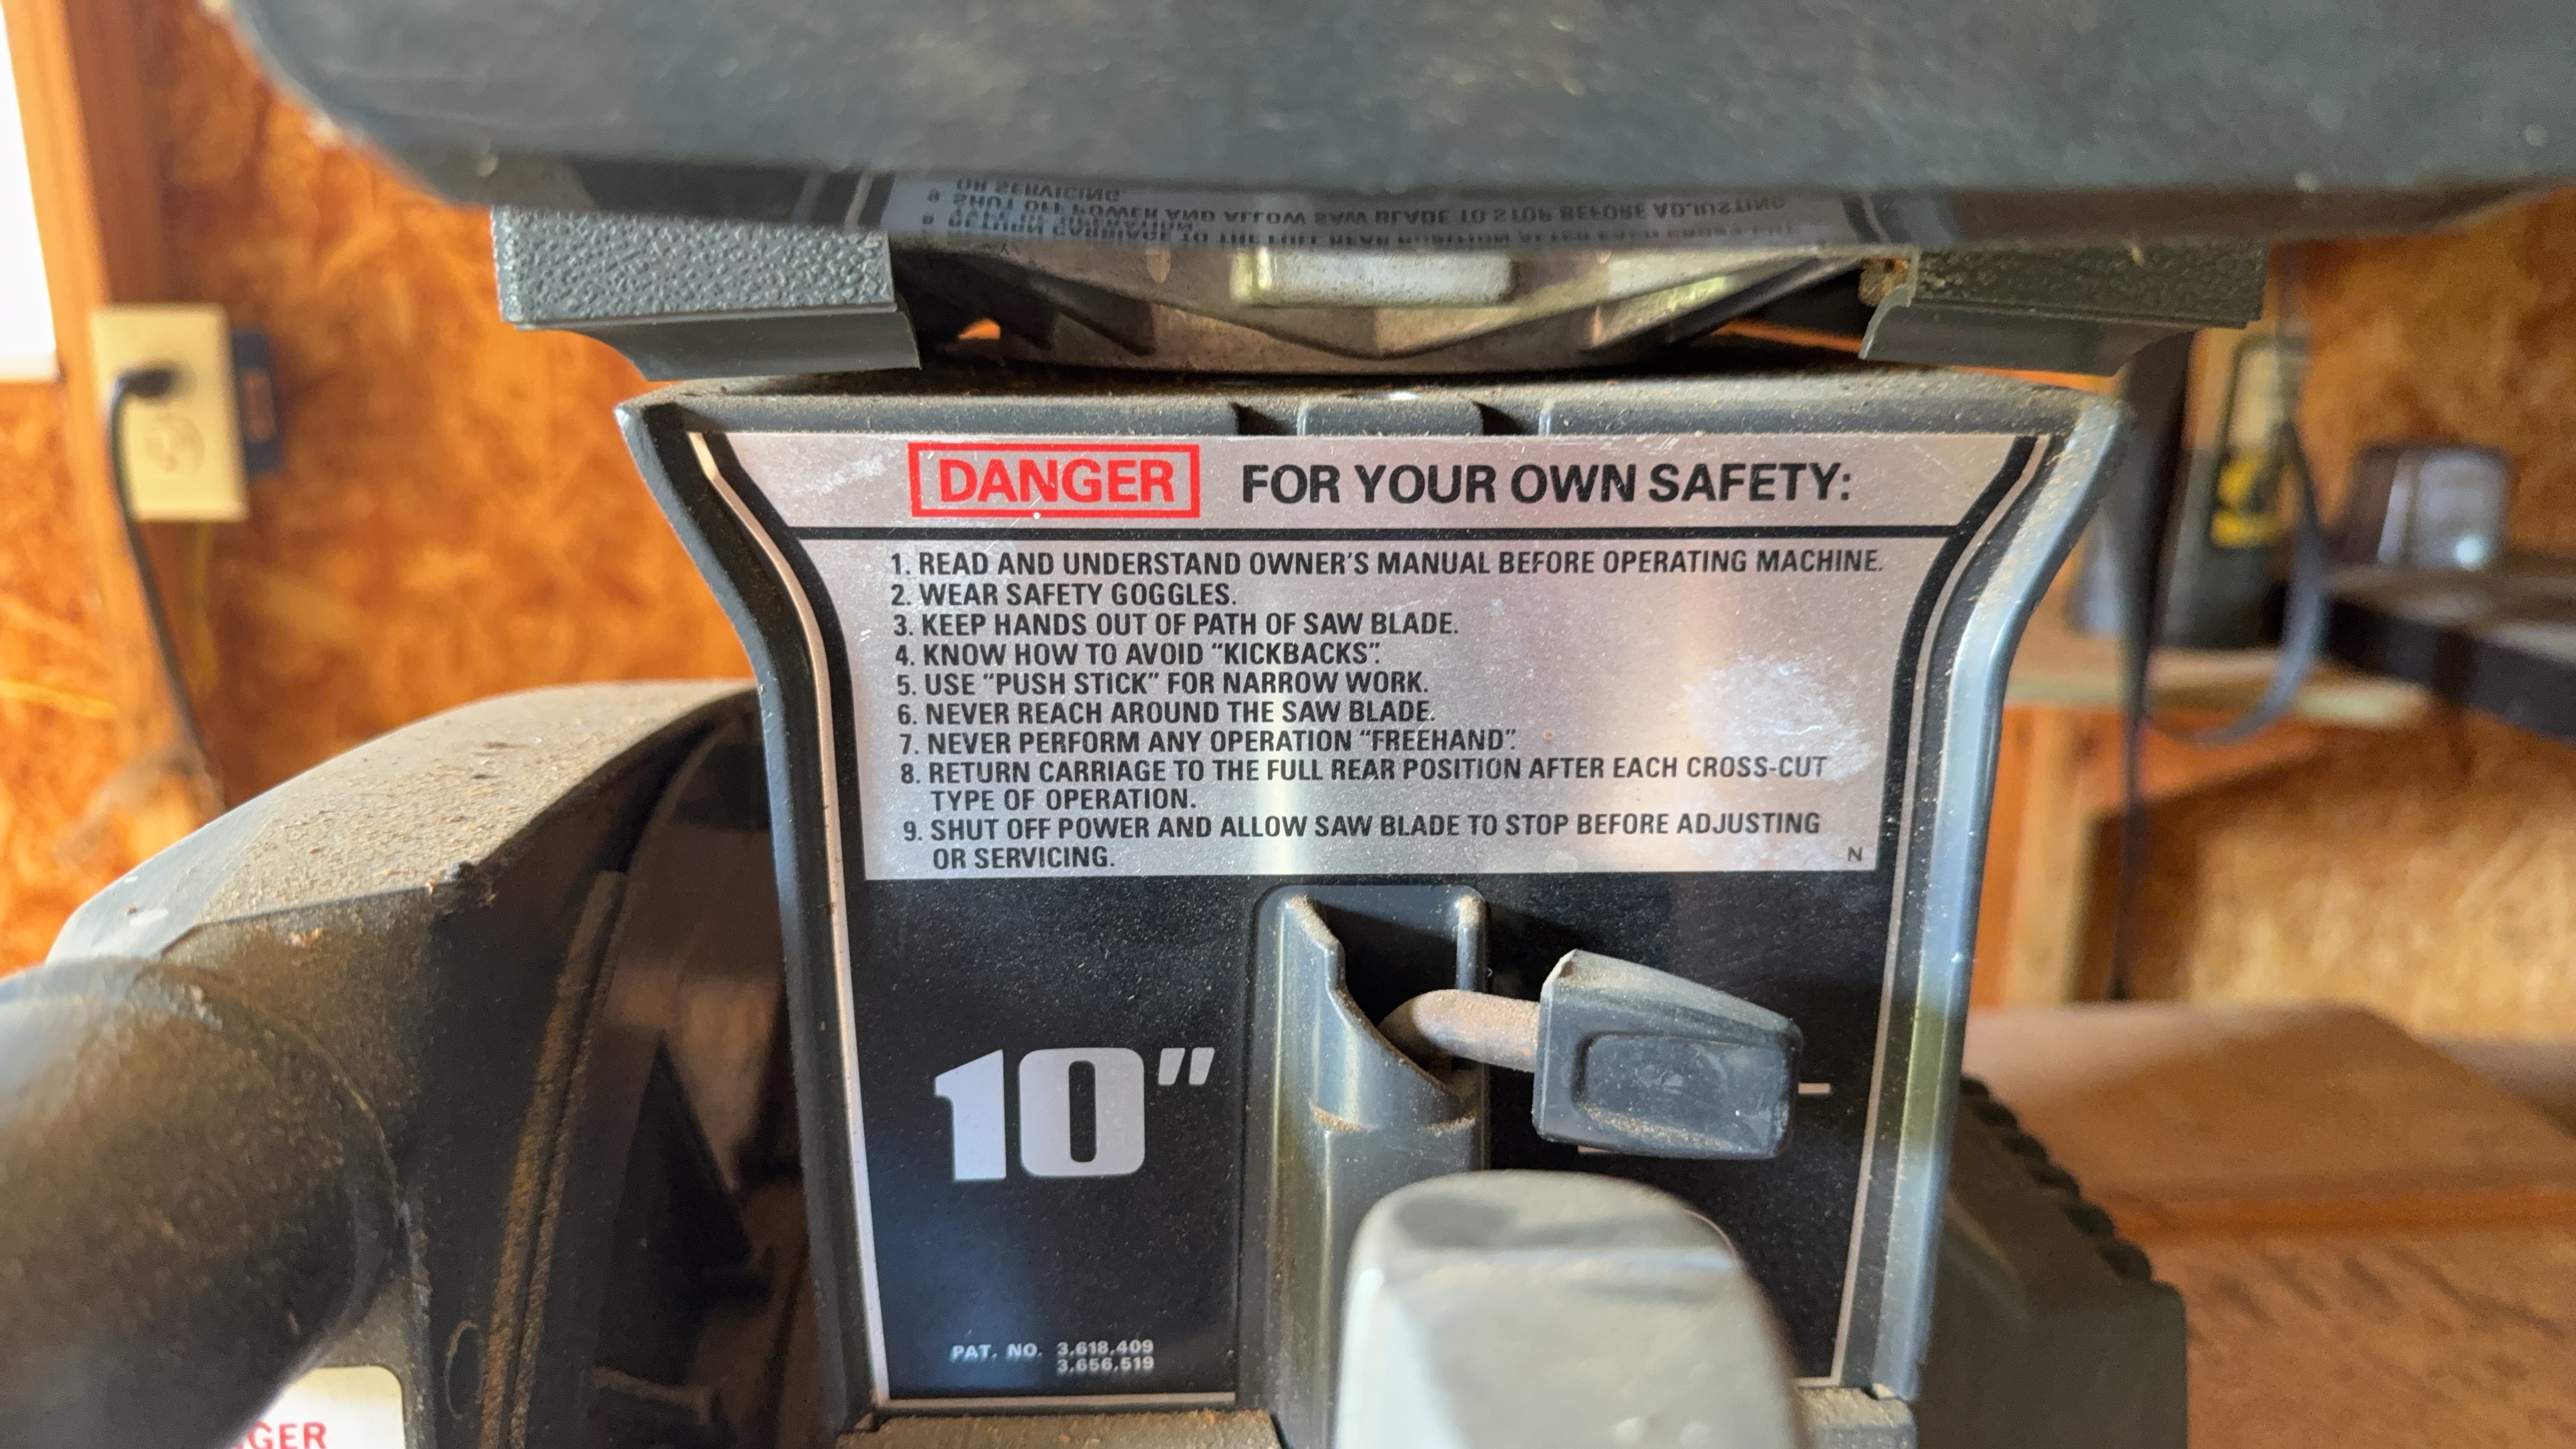 DANGER FOR YOUR OWN SAFETY:
1. READ AND UNDERSTAND OWNER'S MANUAL BEFORE OPERATING MACHINE.
2. WEAR SAFETY GOGGLES.
3. KEEP HANDS OUT OF PATH OF SAW BLADE.
4. KNOW HOW TO AVOID "KICKBACKS".
5. USE "PUSH STICK" FOR NARROW WORK.
6. NEVER REACH AROUND THE SAW BLADE.
7. NEVER PERFORM ANY OPERATION "FREEHAND".
8. RETURN CARRIAGE TO THE FULL REAR POSITION AFTER EACH CROSS-CUT
TYPE OF OPERATION.
9. SHUT OFF POWER AND ALLOW SAW BLADE TO STOP BEFORE ADJUSTING
OR SERVICING.
N
10"
PAT. NO. 3,618,409
3,656,519
GER